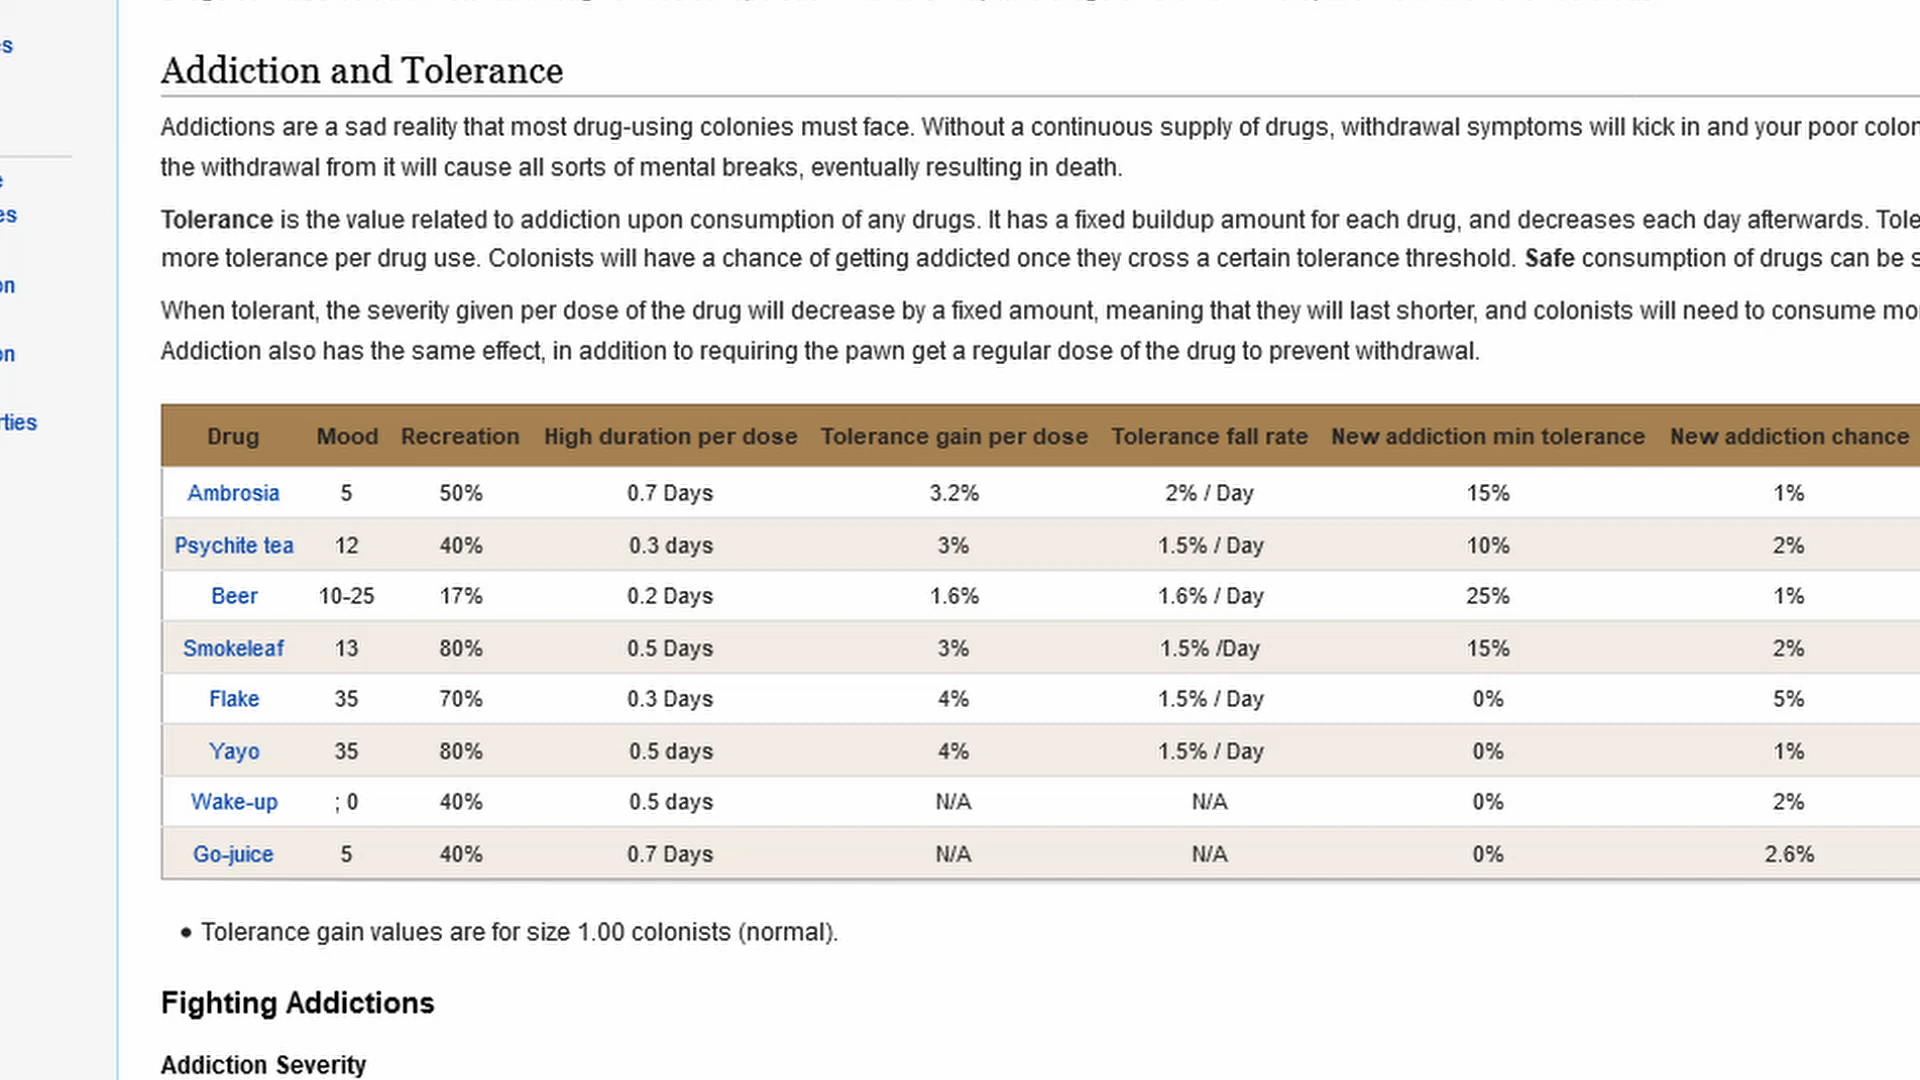 s
e
es
on
on
rties
Addiction and Tolerance
Addictions are a sad reality that most drug-using colonies must face. Without a continuous supply of drugs, withdrawal symptoms will kick in and your poor colon
the withdrawal from it will cause all sorts of mental breaks, eventually resulting in death.
Tolerance is the value related to addiction upon consumption of any drugs. It has a fixed buildup amount for each drug, and decreases each day afterwards. Tole
more tolerance per drug use. Colonists will have a chance of getting addicted once they cross a certain tolerance threshold. Safe consumption of drugs can be s
When tolerant, the severity given per dose of the drug will decrease by a fixed amount, meaning that they will last shorter, and colonists will need to consume mo
Addiction also has the same effect, in addition to requiring the pawn get a regular dose of the drug to prevent withdrawal.
Drug Mood Recreation High duration per dose Tolerance gain per dose Tolerance fall rate New addiction min tolerance New addiction chance
Ambrosia 5 50% 0.7 Days 3.2% 2% / Day 15% 1%
Psychite tea 12 40% 0.3 days 3% 1.5% / Day 10% 2%
Beer 10-25 17% 0.2 Days 1.6% 1.6% / Day 25% 1%
Smokeleaf 13 80% 0.5 Days 3% 1.5% /Day 15% 2%
Flake 35 70% 0.3 Days 4% 1.5% / Day 0% 5%
Yayo 35 80% 0.5 days 4% 1.5% / Day 0% 1%
Wake-up ; 0 40% 0.5 days N/A N/A 0% 2%
Go-juice 5 40% 0.7 Days N/A N/A 0% 2.6%
• Tolerance gain values are for size 1.00 colonists (normal).
Fighting Addictions
Addiction Severity